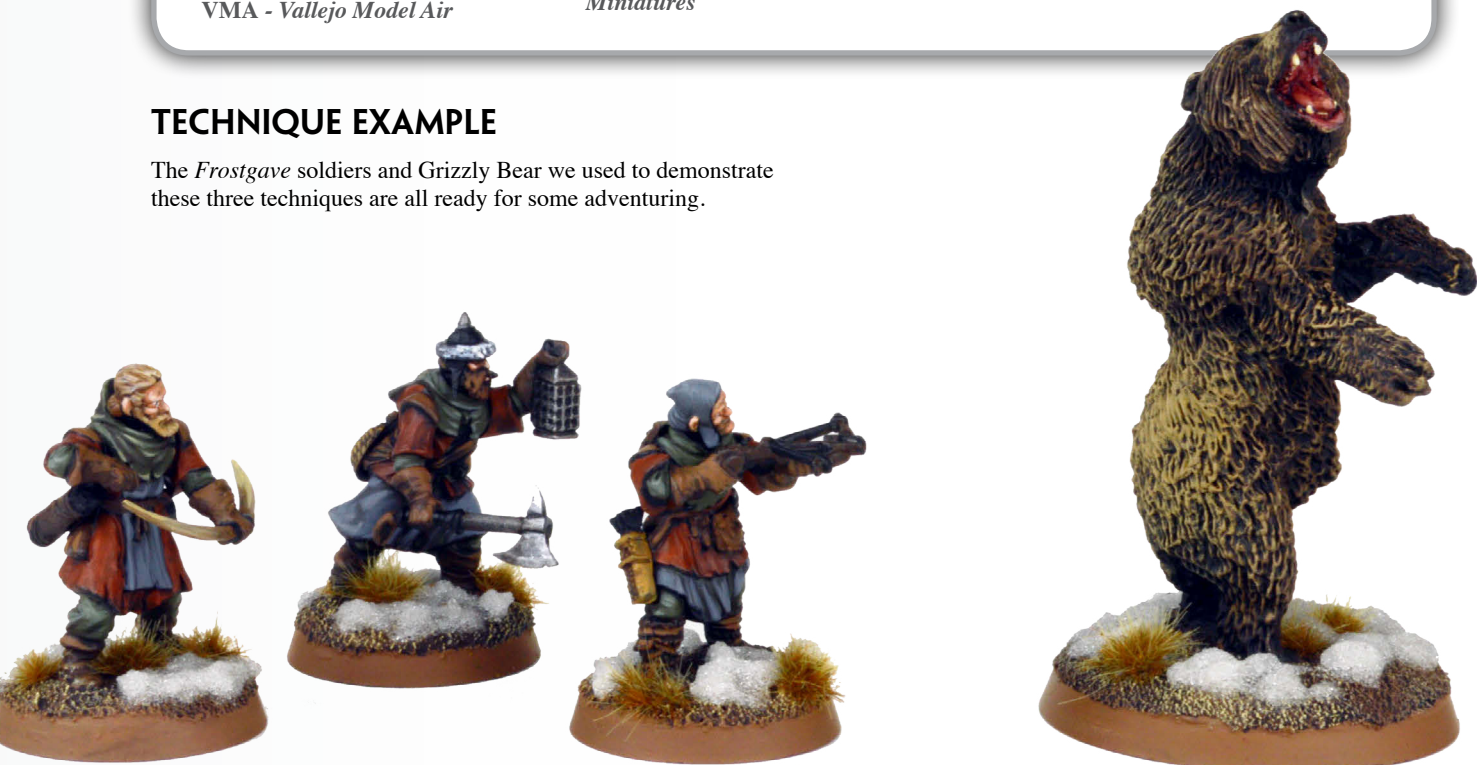 VMA - Vallejo Model Air
Miniatures
TECHNIQUE EXAMPLE
The Frostgave soldiers and Grizzly Bear we used to demonstrate
these three techniques are all ready for some adventuring.